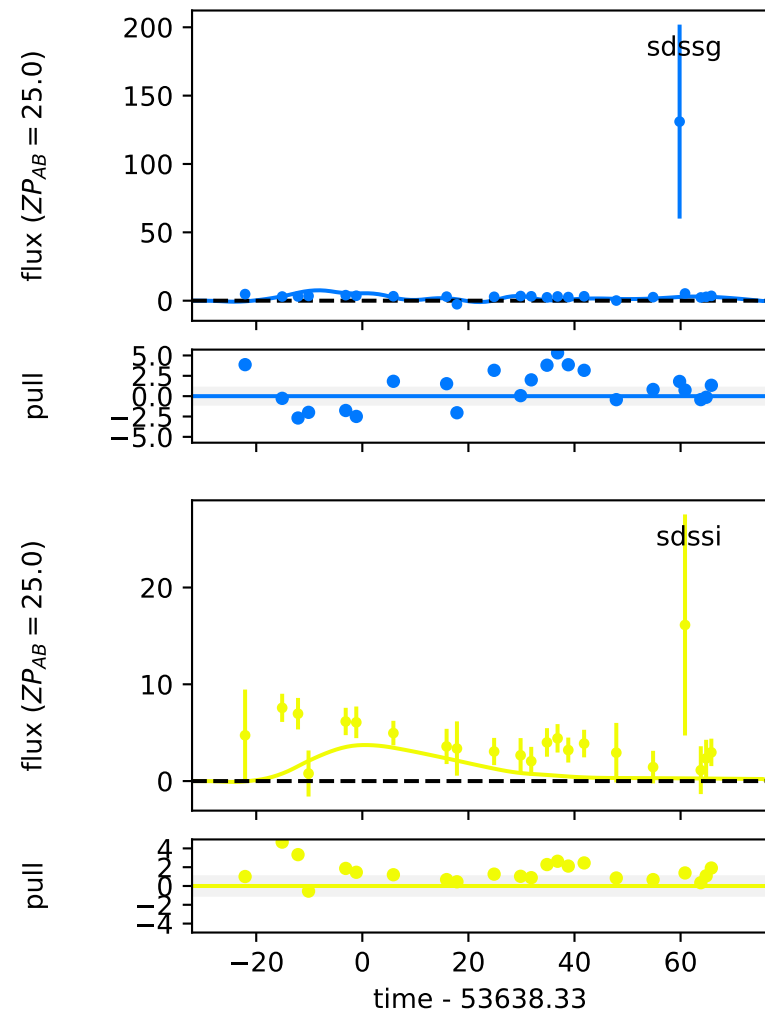 200
sdssg
150
100
50
0
flux (ZP_AB = 25.0)
5.0
2.5
0.0
−2.5
−5.0
pull
sdssi
20
10
0
flux (ZP_AB = 25.0)
4
2
0
−2
−4
pull
−20 0 20 40 60
time - 53638.33